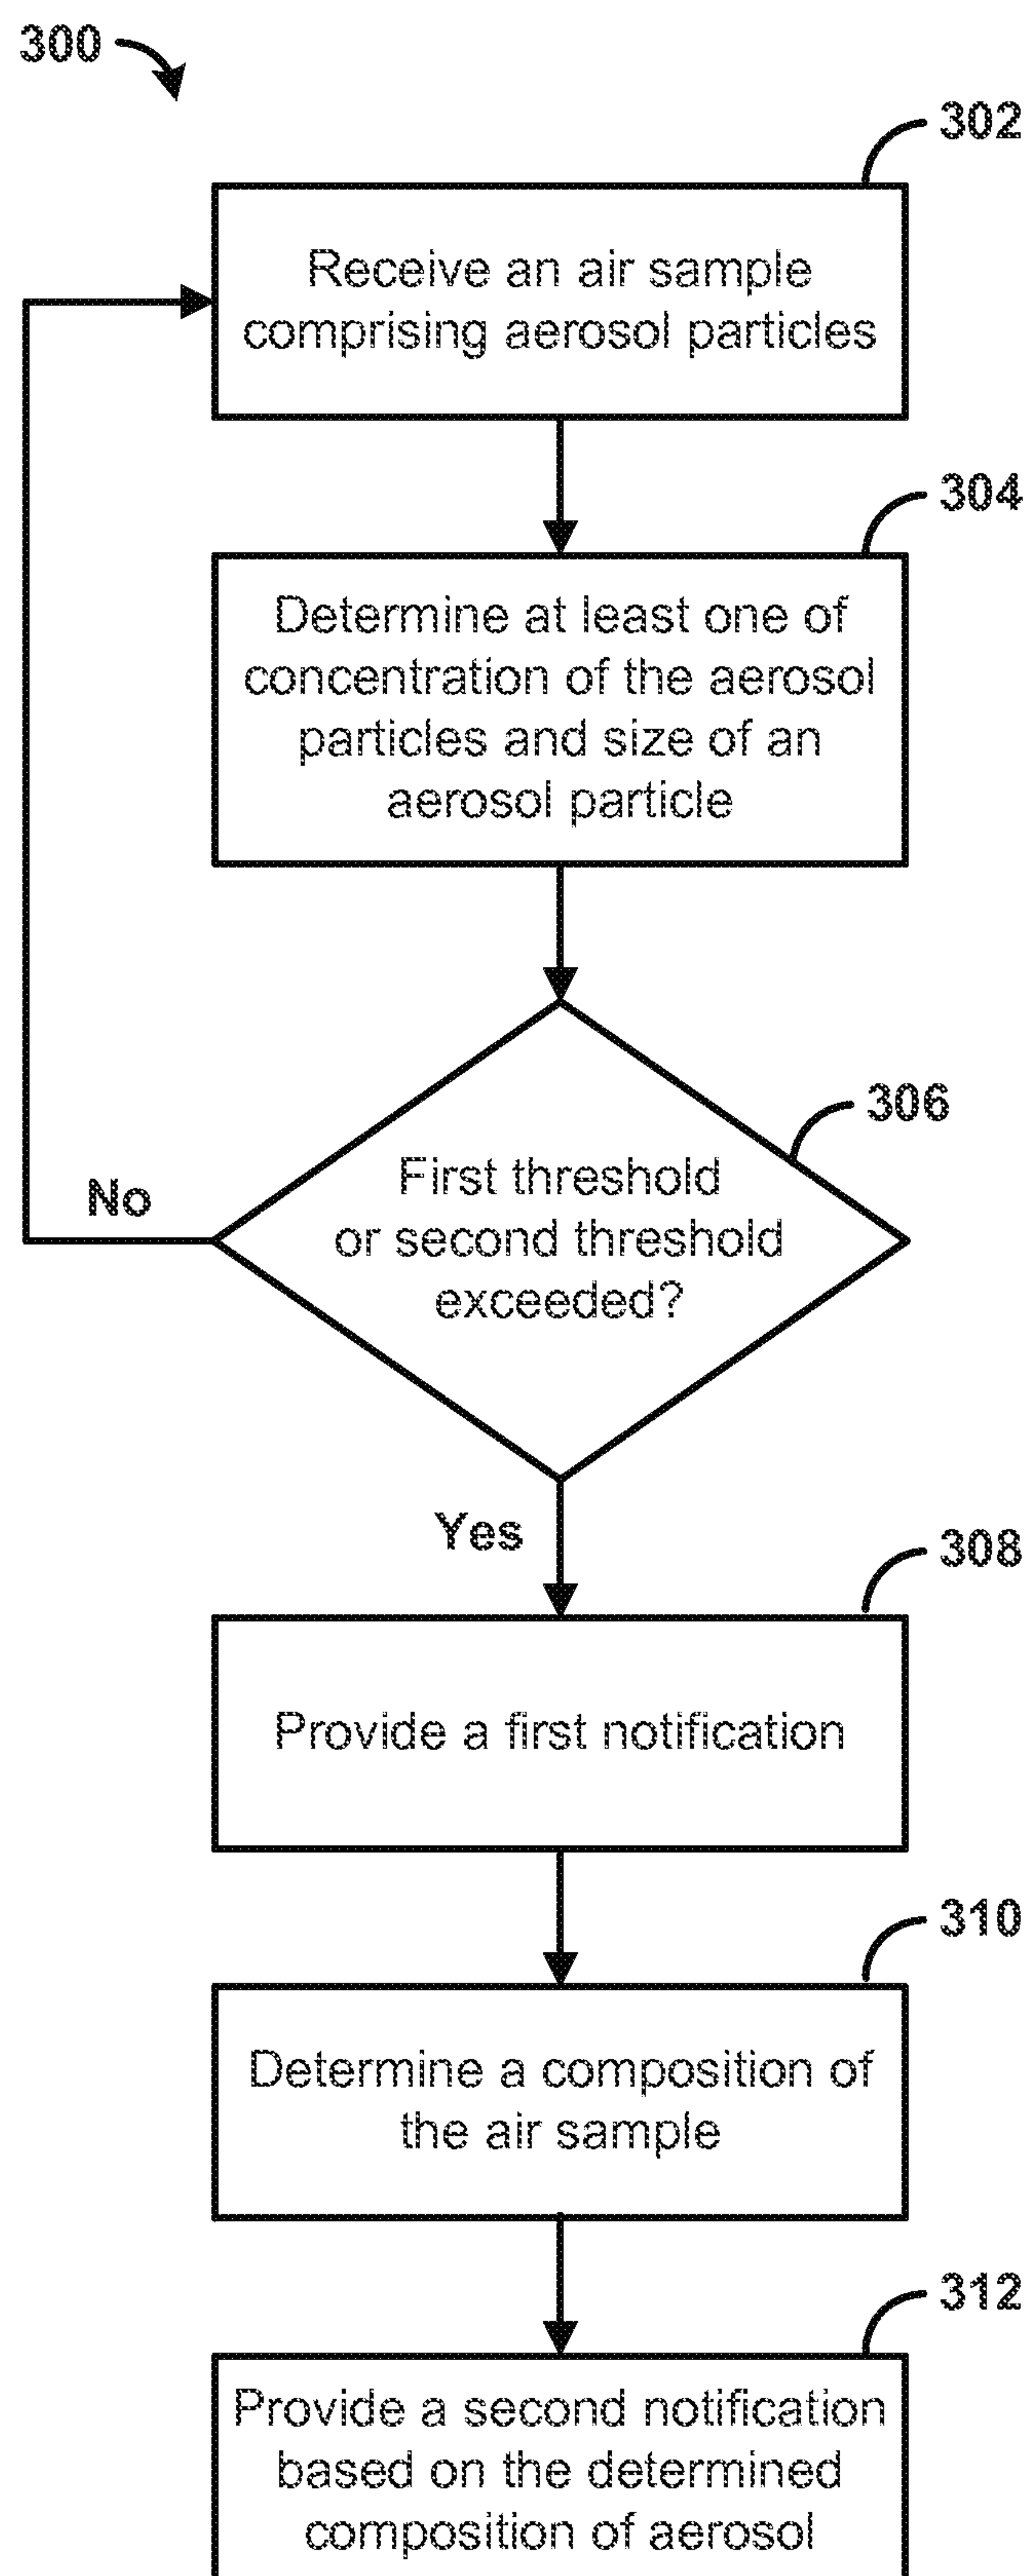 300
302
Receive an air sample
comprising aerosol particles
304
Determine at least one of
concentration of the aerosol
particles and size of an
aerosol particle
306
First threshold
or second threshold
exceeded?
No
Yes
308
Provide a first notification
310
Determine a composition of
the air sample
312
Provide a second notification
based on the determined
composition of aerosol